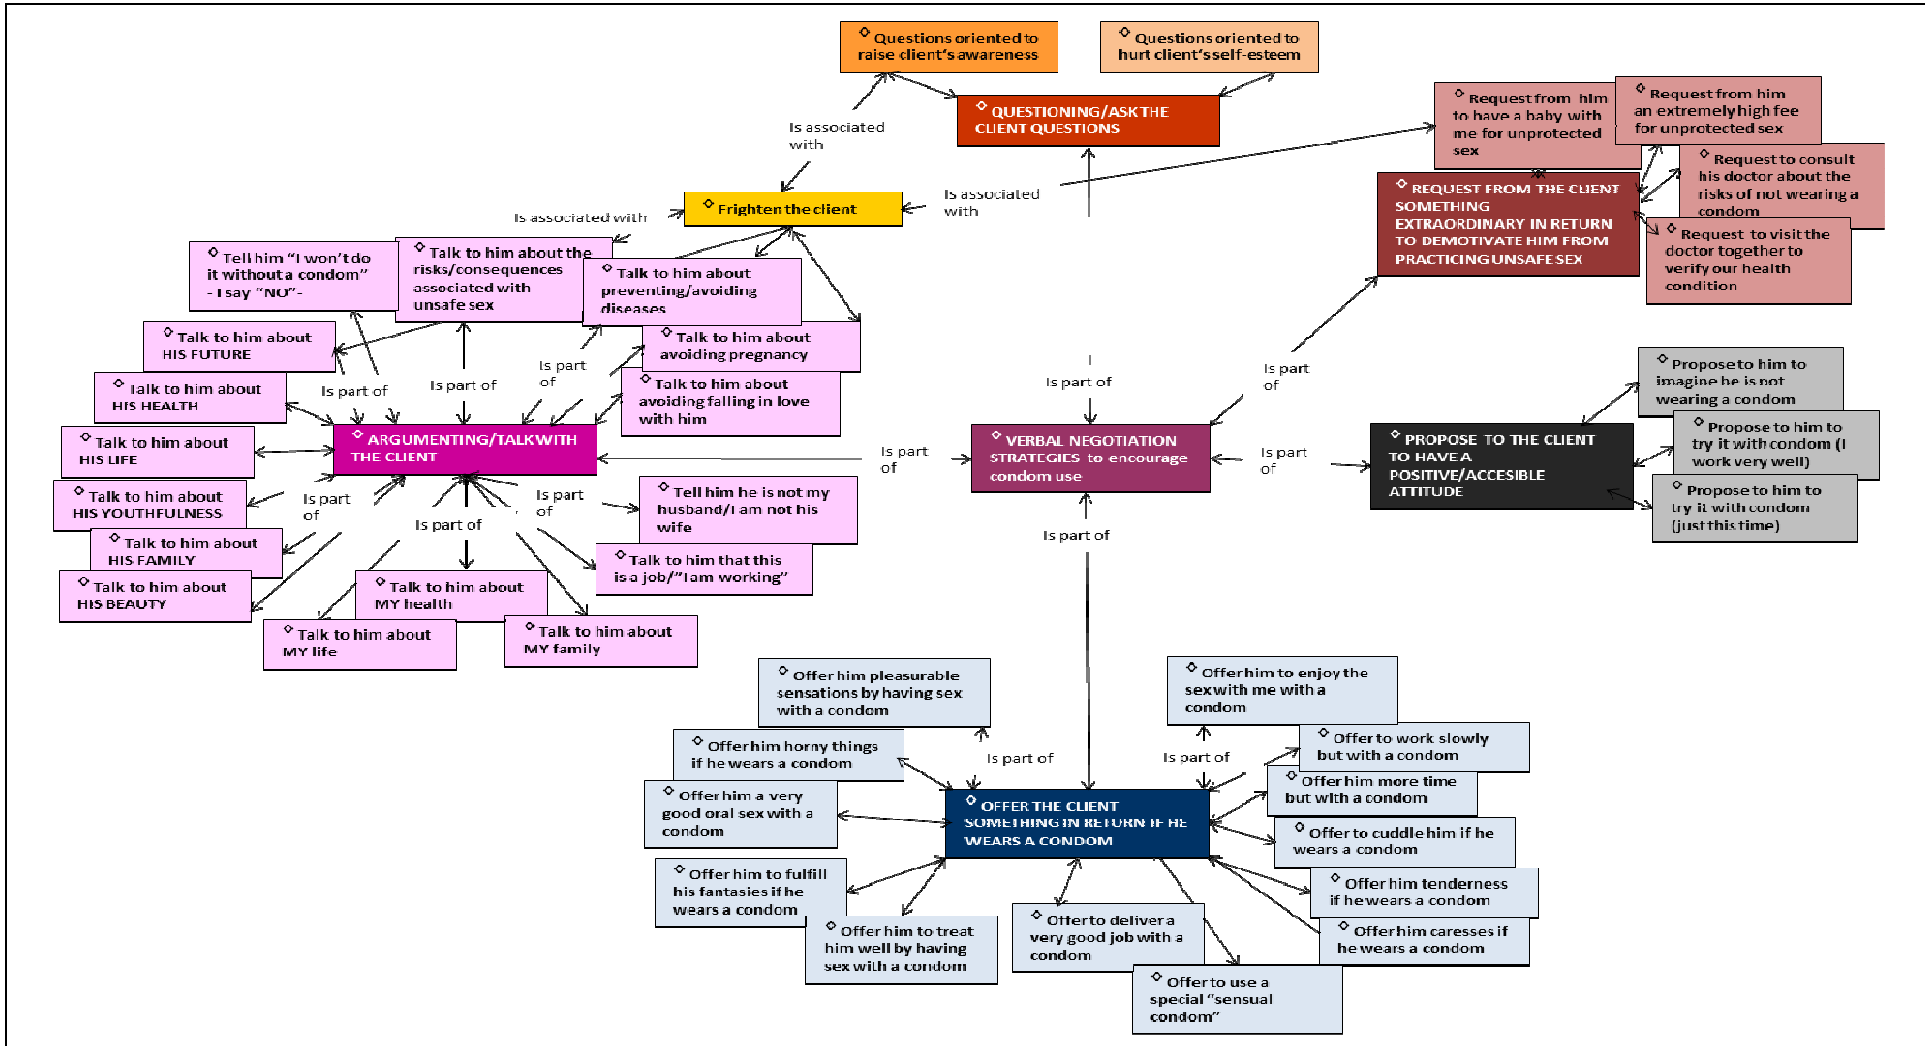 ◇ Questions oriented to
raise client's awareness
◇ Questions oriented to
hurt client's self-esteem
◇ QUESTIONING/ASK THE
CLIENT QUESTIONS
Is associated
with
◇ Request from him
to have a baby with
me for unprotected
sex
◇ Request from him
an extremely high fee
for unprotected sex
◇ Request to consult
his doctor about the
risks of not wearing a
condom
◇ REQUEST FROM THE CLIENT
SOMETHING
EXTRAORDINARY IN RETURN
TO DEMOTIVATE HIM FROM
PRACTICING UNSAFE SEX
◇ Request to visit the
doctor together to
verify our health
condition
Is associated
with
◇ Frighten the client
Is associated with
◇ Tell him "I won't do
it without a condom"
- I say "NO"-
◇ Talk to him about the
risks/consequences
associated with
unsafe sex
◇ Talk to him about
preventing/avoiding
diseases
◇ Talk to him about
HIS FUTURE
◇ Talk to him about
avoiding pregnancy
◇ Talk to him about
HIS HEALTH
Is part of
Is part of
Is part
of
◇ Talk to him about
avoiding falling in love
with him
Is part of
Is part
of
◇ Propose to him to
imagine he is not
wearing a condom
◇ Talk to him about
HIS LIFE
◇ ARGUMENTING/TALK WITH
THE CLIENT
Is part
of
◇ VERBAL NEGOTIATION
STRATEGIES to encourage
condom use
Is part
of
◇ PROPOSE TO THE CLIENT
TO HAVE A
POSITIVE/ACCESIBLE
ATTITUDE
◇ Propose to him to
try it with condom (I
work very well)
◇ Propose to him to
try it with condom
(just this time)
◇ Talk to him about
HIS YOUTHFULNESS
Is part
of
Is part of
Is part
of
◇ Tell him he is not my
husband/I am not his
wife
◇ Talk to him about
HIS FAMILY
◇ Talk to him that this
is a job/"I am working"
Is part of
◇ Talk to him about
HIS BEAUTY
◇ Talk to him about
MY health
◇ Talk to him about
MY life
◇ Talk to him about
MY family
◇ Offer him pleasurable
sensations by having sex
with a condom
◇ Offer him to enjoy the
sex with me with a
condom
◇ Offer him horny things
if he wears a condom
Is part of
Is part of
◇ Offer to work slowly
but with a condom
◇ Offer him more time
but with a condom
◇ Offer him a very
good oral sex with a
condom
◇ OFFER THE CLIENT
SOMETHING IN RETURN IF HE
WEARS A CONDOM
◇ Offer to cuddle him if he
wears a condom
◇ Offer him to fulfill
his fantasies if he
wears a condom
◇ Offer him tenderness
if he wears a condom
◇ Offer him to treat
him well by having
sex with a condom
◇ Offer to deliver a
very good job with a
condom
◇ Offer him caresses if
he wears a condom
◇ Offer to use a
special "sensual
condom"